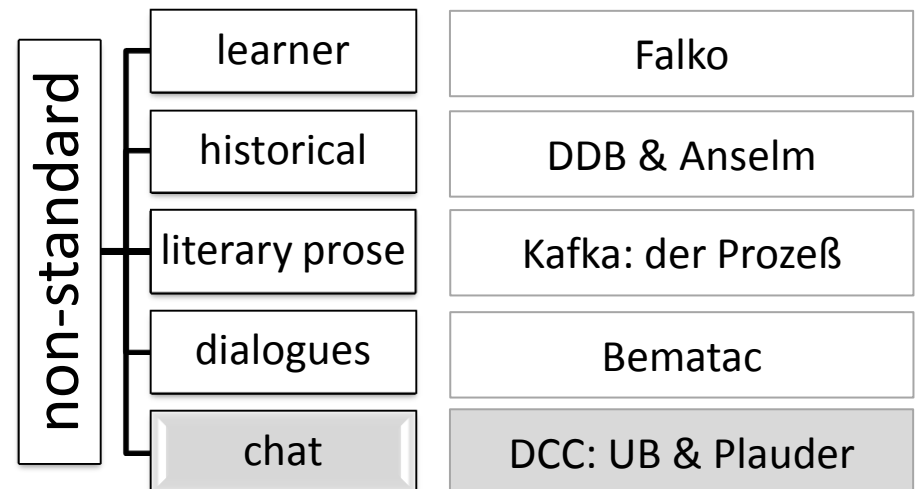 non-standard
learner
Falko
historical
DDB & Anselm
literary prose
Kafka: der Prozeß
dialogues
Bematac
chat
DCC: UB & Plauder